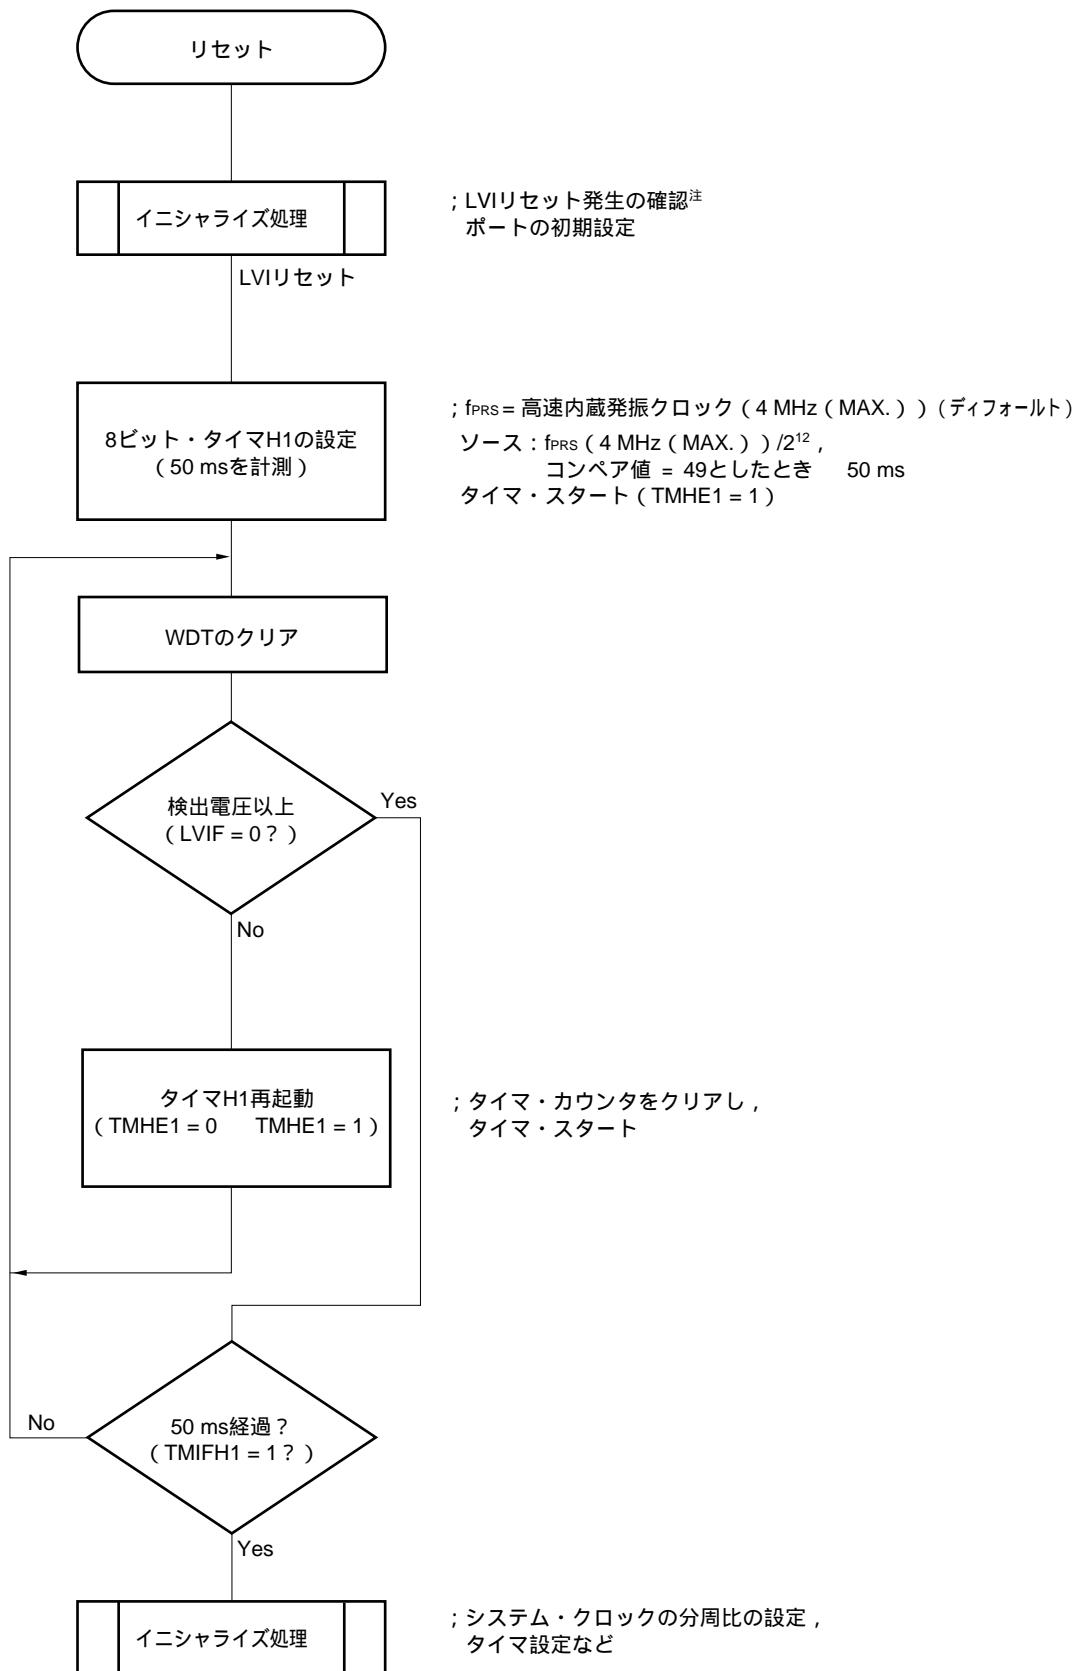 リセット
イニシャライズ処理
;LVIリセット発生の確認注
ポートの初期設定
LVIリセット
8ビット・タイマH1の設定
(50 msを計測)
;fPRS = 高速内蔵発振クロック(4 MHz(MAX.))(ディフォールト)
ソース:fPRS(4 MHz(MAX.))/2¹²,
コンペア値 = 49としたとき 50 ms
タイマ・スタート(TMHE1 = 1)
WDTのクリア
検出電圧以上
(LVIF = 0?)
Yes
No
タイマH1再起動
(TMHE1 = 0 TMHE1 = 1)
;タイマ・カウンタをクリアし,
タイマ・スタート
50 ms経過?
(TMIFH1 = 1?)
No
Yes
イニシャライズ処理
;システム・クロックの分周比の設定,
タイマ設定など